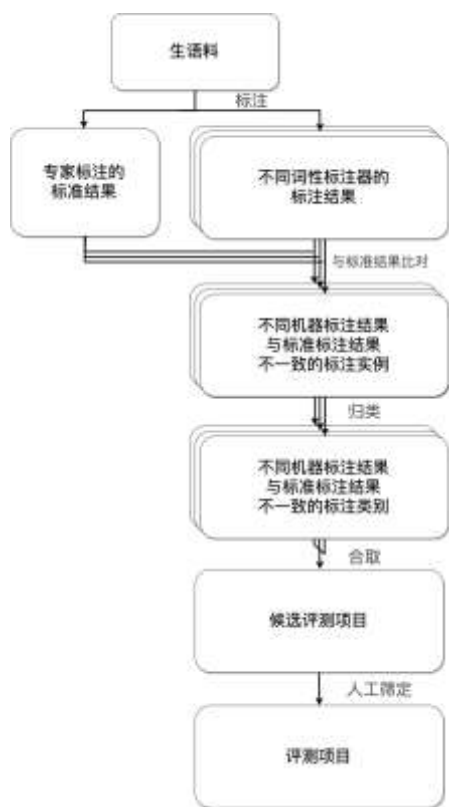 生语料
标注
专家标注的
标准结果
不同词性标注器的
标注结果
与标准结果比对
不同机器标注结果
与标准标注结果
不一致的标注实例
归类
不同机器标注结果
与标准标注结果
不一致的标注类别
合取
候选评测项目
人工筛定
评测项目